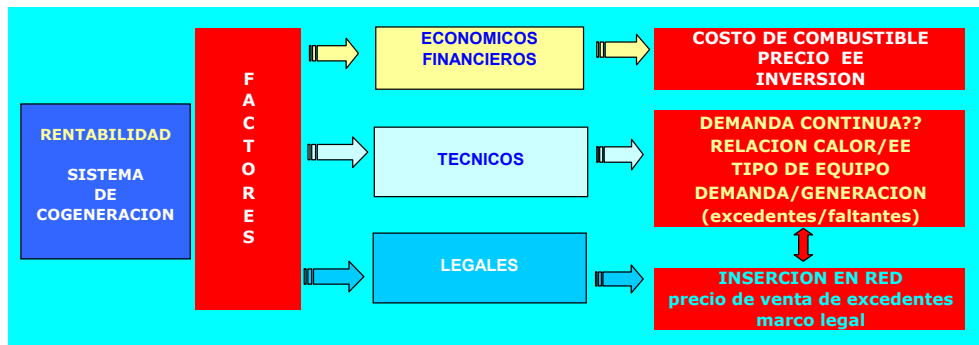 RENTABILIDAD
SISTEMA
DE
COGENERACION
F
A
C
T
O
R
E
S
ECONOMICOS
FINANCIEROS
COSTO DE COMBUSTIBLE
PRECIO EE
INVERSION
TECNICOS
DEMANDA CONTINUA??
RELACION CALOR/EE
TIPO DE EQUIPO
DEMANDA/GENERACION
(excedentes/faltantes)
LEGALES
INSERCION EN RED
precio de venta de excedentes
marco legal